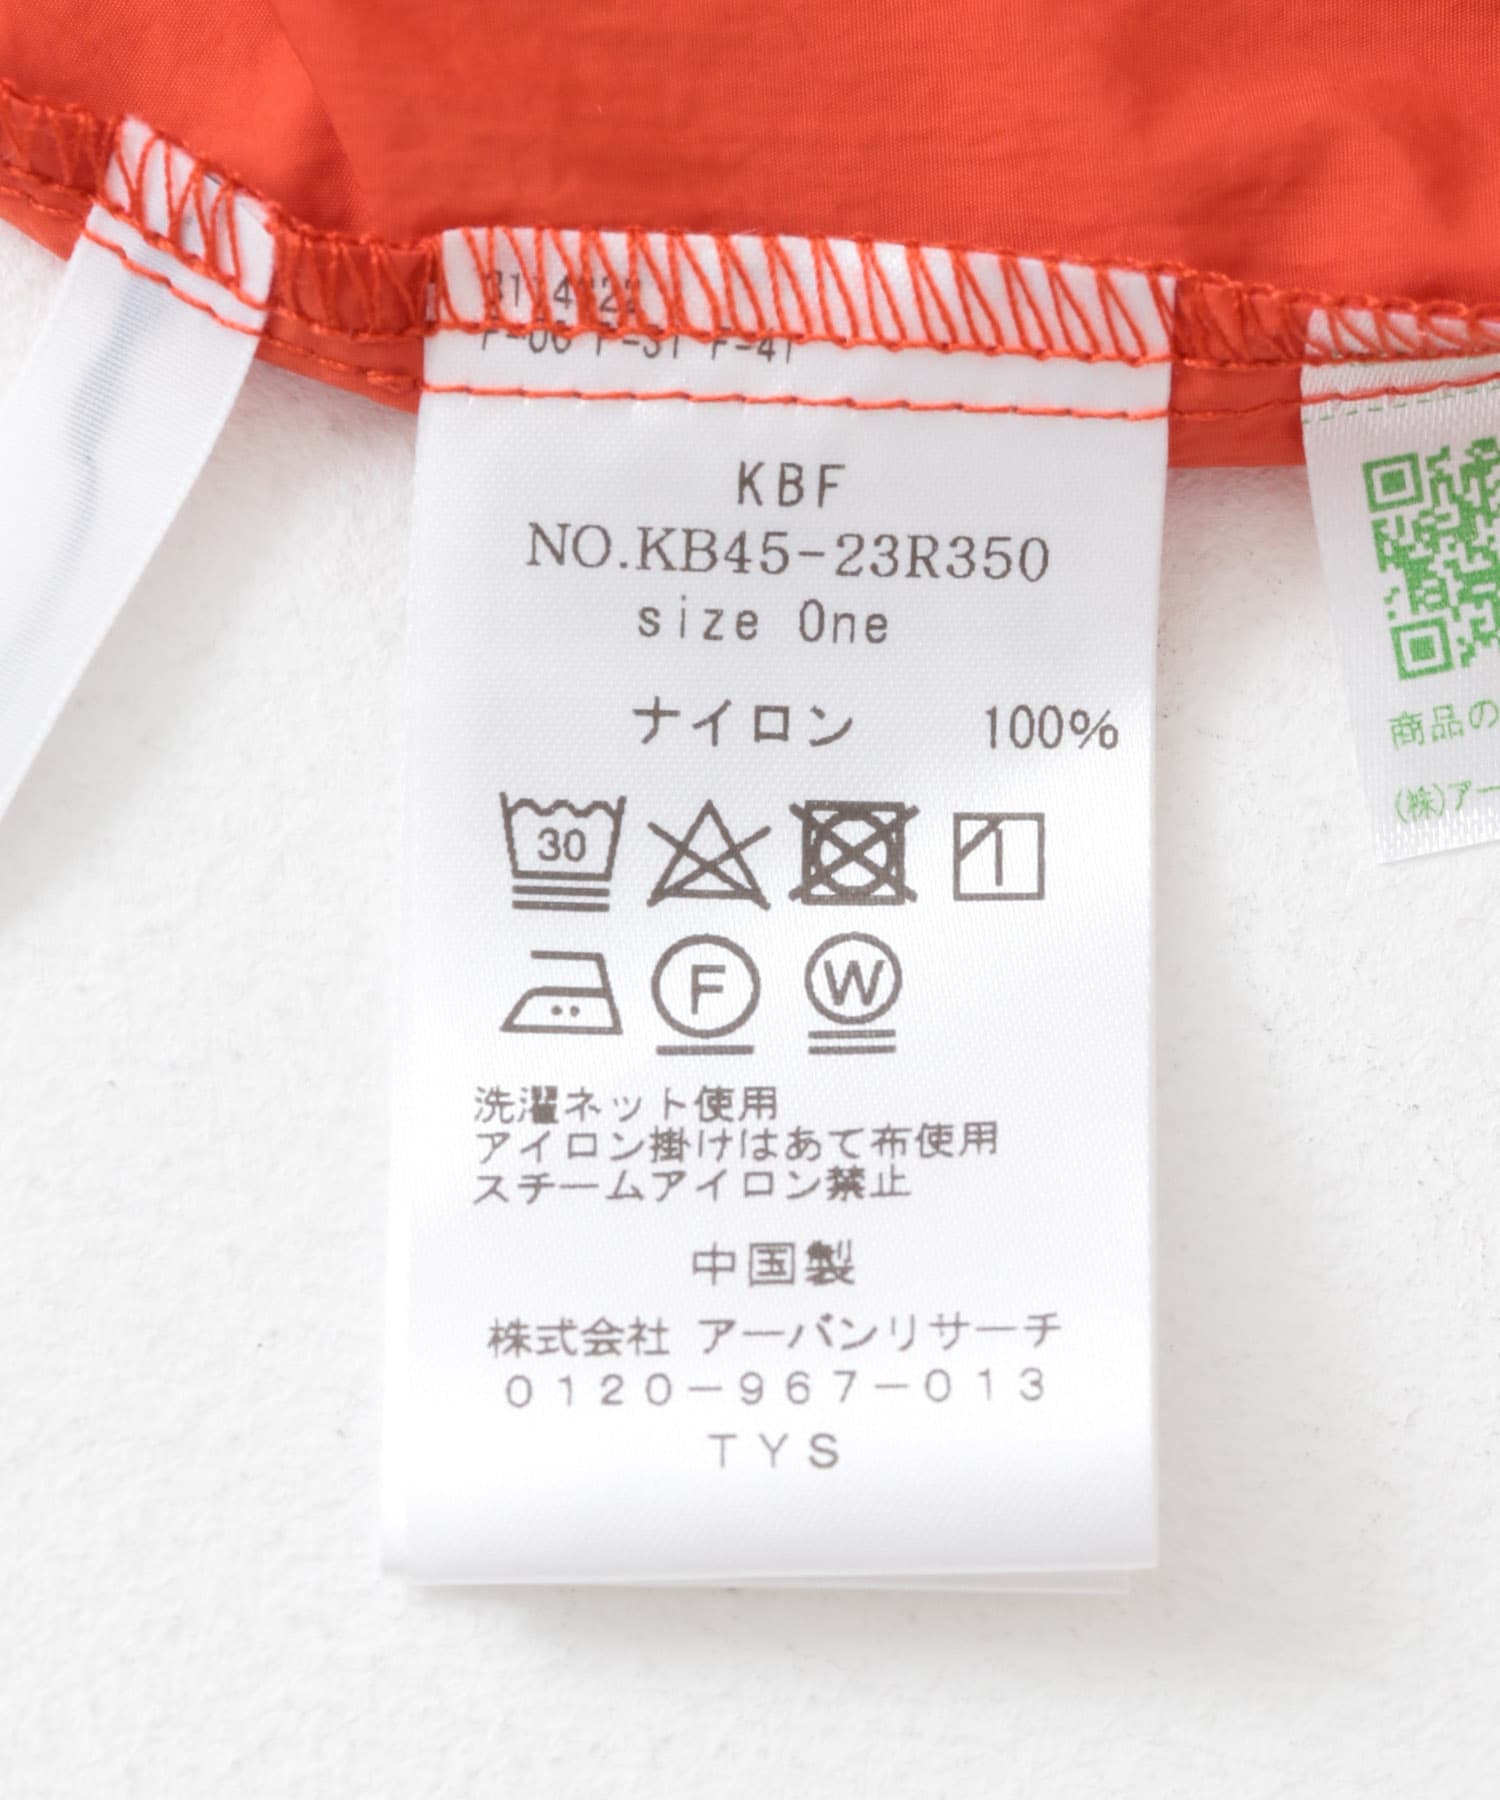 F-06 F-31 F-41
KBF
NO.KB45-23R350
size One
ナイロン 100%
30
F
W
洗濯ネット使用
アイロン掛けはあて布使用
スチームアイロン禁止
中国製
株式会社 アーバンリサーチ
0120-967-013
TYS
商品の
(株)アー